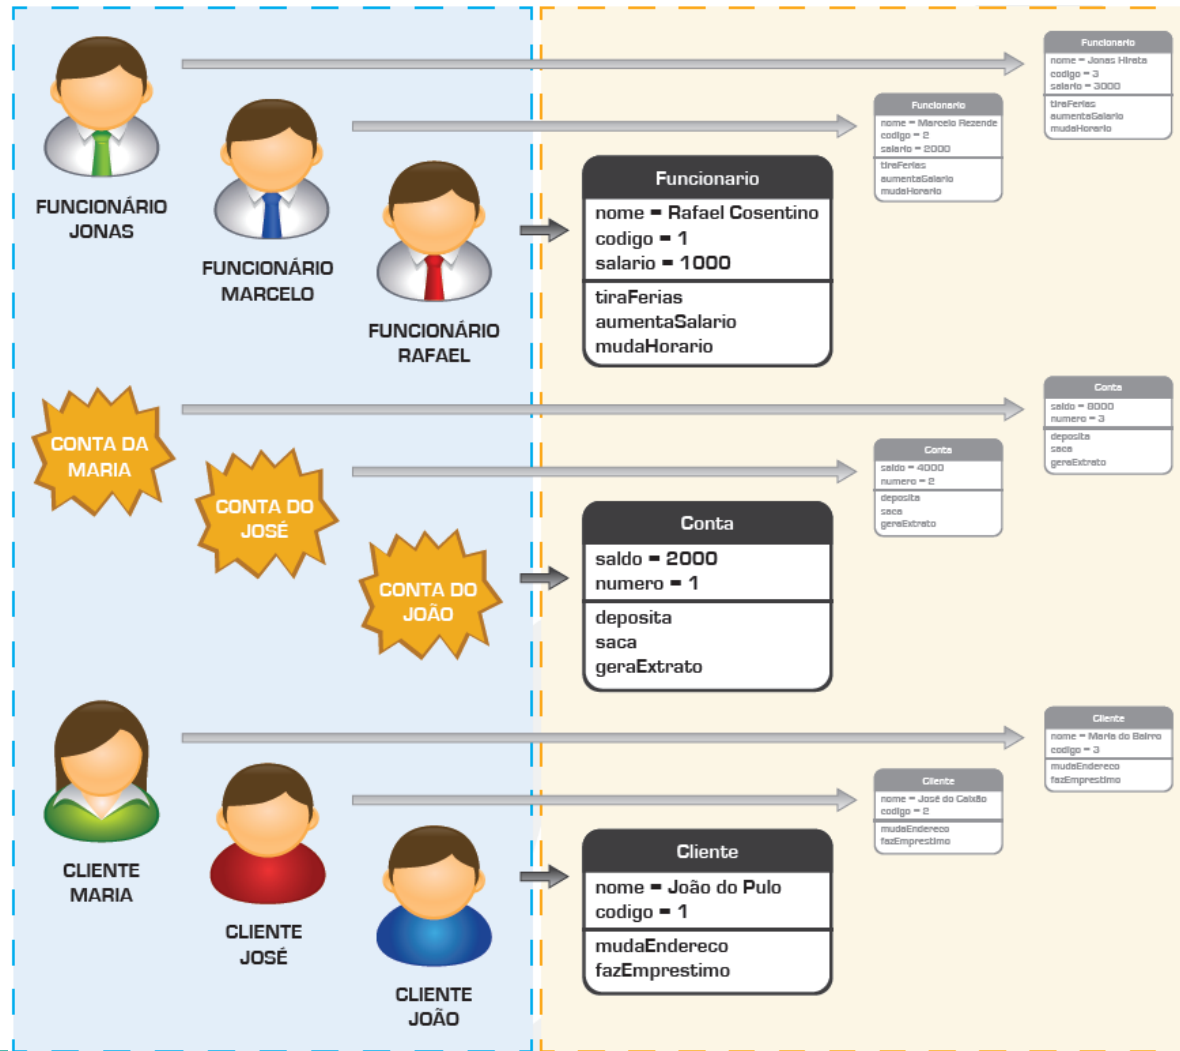 FUNCIONÁRIO
JONAS
FUNCIONÁRIO
MARCELO
FUNCIONÁRIO
RAFAEL
Funcionario
nome = Jonas Hirata
codigo = 3
salario = 3000
tiraFerias
aumentaSalario
mudaHorario
Funcionario
nome = Marcelo Rezende
codigo = 2
salario = 2000
tiraFerias
aumentaSalario
mudaHorario
Funcionario
nome = Rafael Cosentino
codigo = 1
salario = 1000
tiraFerias
aumentaSalario
mudaHorario
CONTA DA
MARIA
CONTA DO
JOSÉ
CONTA DO
JOÃO
Conta
saldo = 8000
numero = 3
deposita
saca
geraExtrato
Conta
saldo = 4000
numero = 2
deposita
saca
geraExtrato
Conta
saldo = 2000
numero = 1
deposita
saca
geraExtrato
CLIENTE
MARIA
CLIENTE
JOSÉ
CLIENTE
JOÃO
Cliente
nome = Maria do Bairro
codigo = 3
mudaEndereco
fazEmprestimo
Cliente
nome = José do Caixão
codigo = 2
mudaEndereco
fazEmprestimo
Cliente
nome = João do Pulo
codigo = 1
mudaEndereco
fazEmprestimo